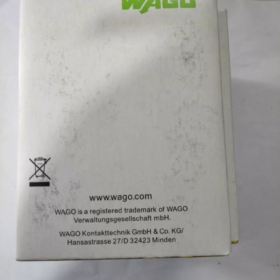 WAGO
www.wago.com
WAGO is a registered trademark of WAGO
Verwaltungsgesellschaft mbH.
WAGO Kontakttechnik GmbH & Co. KG/
Hansastrasse 27/D 32423 Minden